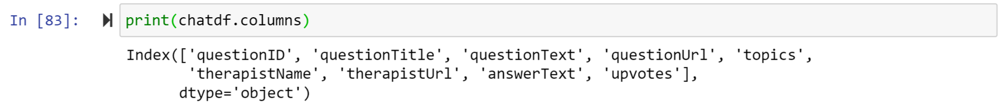 In [83]: print(chatdf.columns)
Index(['questionID', 'questionTitle', 'questionText', 'questionUrl', 'topics',
'therapistName', 'therapistUrl', 'answerText', 'upvotes'],
dtype='object')